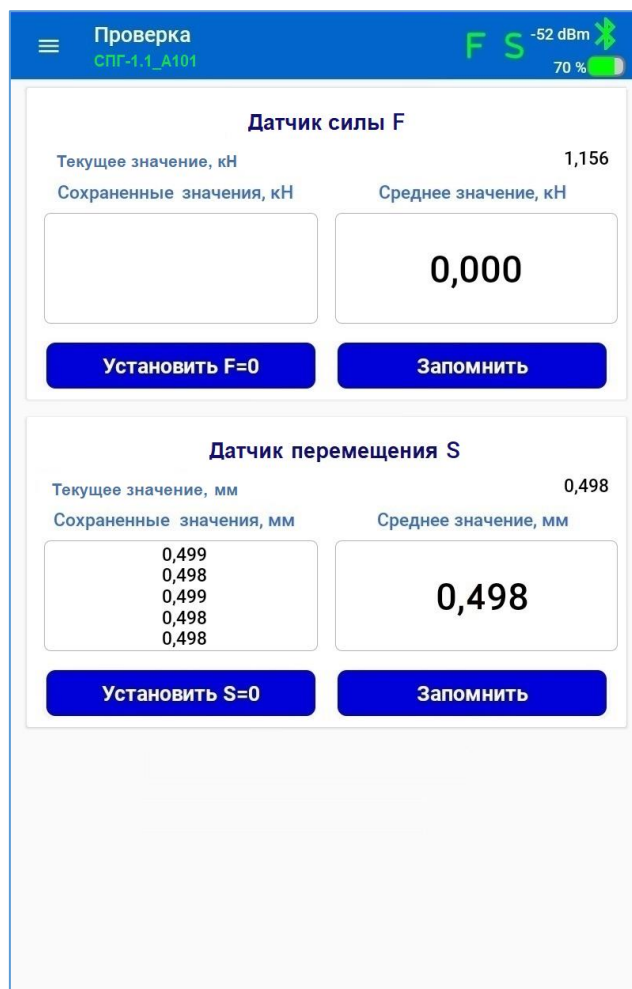 Проверка
СПГ-1.1_А101
F S -52 dBm
70 %
Датчик силы F
Текущее значение, кН 1,156
Сохраненные значения, кН Среднее значение, кН
0,000
Установить F=0 Запомнить
Датчик перемещения S
Текущее значение, мм 0,498
Сохраненные значения, мм Среднее значение, мм
0,499
0,498
0,499
0,498
0,498
0,498
Установить S=0 Запомнить